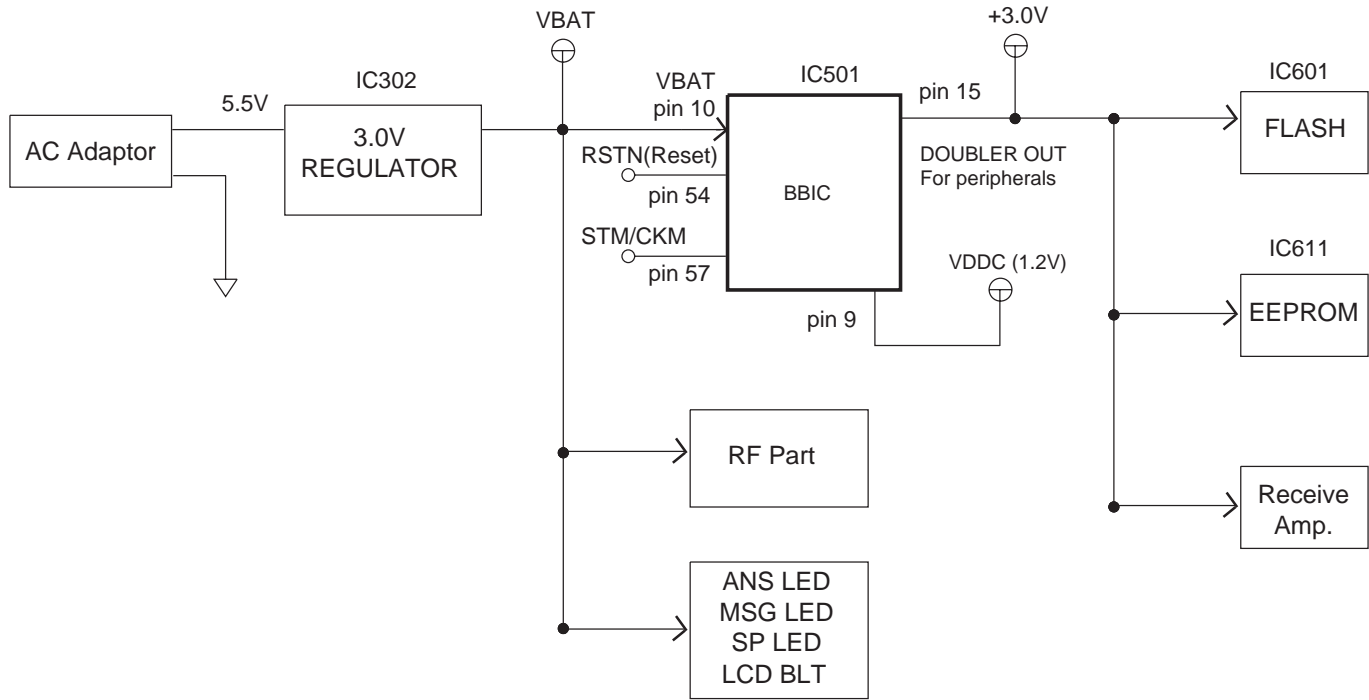 VBAT
+3.0V
IC302
VBAT
pin 10
IC501
pin 15
IC601
5.5V
AC Adaptor
3.0V
REGULATOR
FLASH
RSTN(Reset)
pin 54
BBIC
DOUBLER OUT
For peripherals
STM/CKM
pin 57
VDDC (1.2V)
IC611
pin 9
EEPROM
RF Part
Receive
Amp.
ANS LED
MSG LED
SP LED
LCD BLT